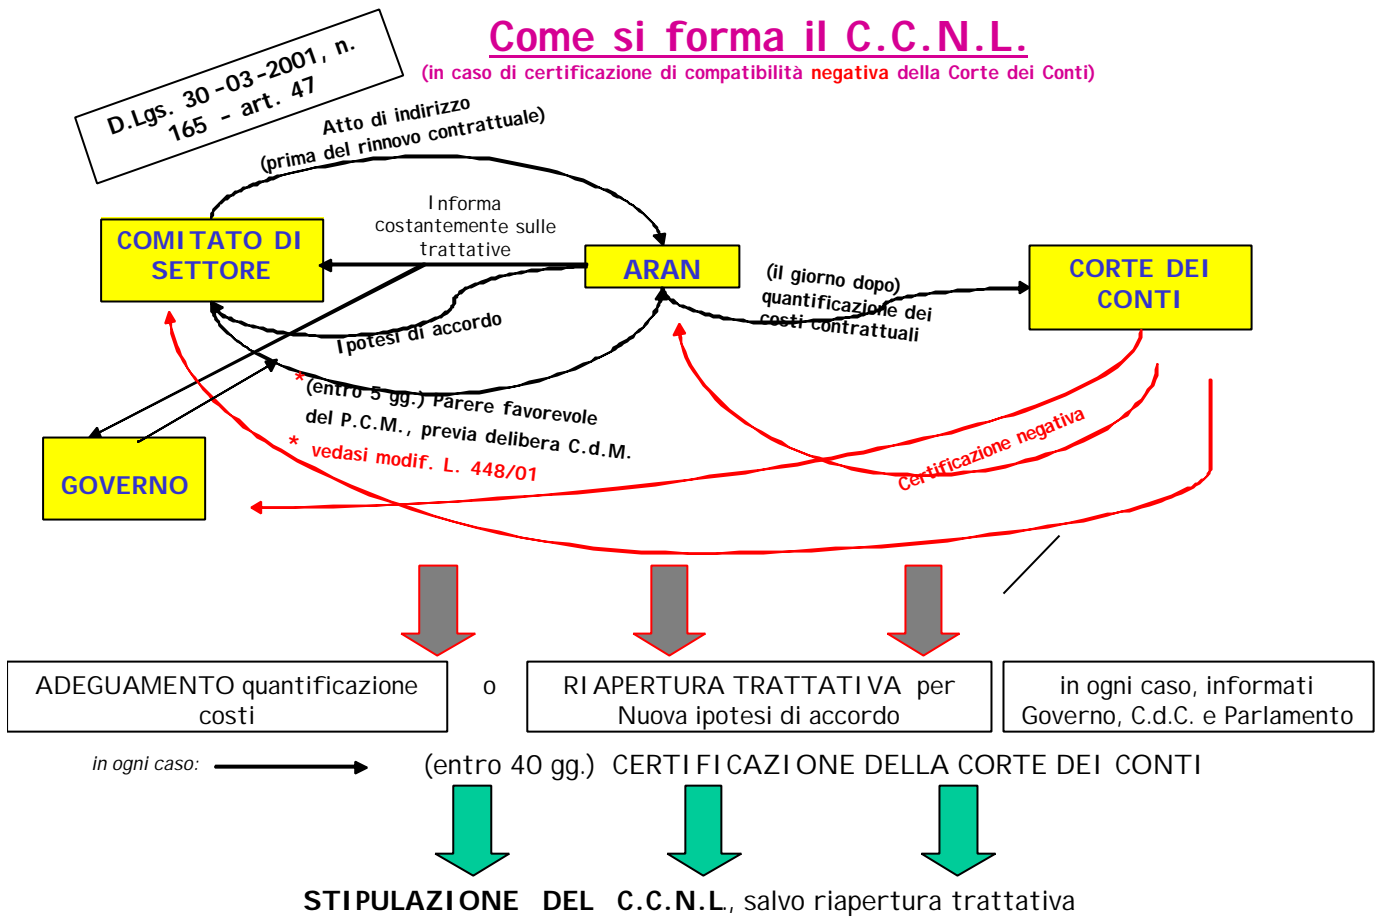 Come si forma il C.C.N.L.
(in caso di certificazione di compatibilità negativa della Corte dei Conti)
D.Lgs. 30-03-2001, n.
165 - art. 47
Atto di indirizzo
(prima del rinnovo contrattuale)
Informa
costantemente sulle
trattative
COMITATO DI
SETTORE
ARAN
CORTE DEI
CONTI
(il giorno dopo)
quantificazione dei
costi contrattuali
Ipotesi di accordo
*(entro 5 gg.) Parere favorevole
del P.C.M., previa delibera C.d.M.
* vedasi modif. L. 448/01
Certificazione negativa
GOVERNO
ADEGUAMENTO quantificazione
costi
o
RIAPERTURA TRATTATIVA per
Nuova ipotesi di accordo
in ogni caso, informati
Governo, C.d.C. e Parlamento
in ogni caso:
(entro 40 gg.) CERTIFICAZIONE DELLA CORTE DEI CONTI
STIPULAZIONE DEL C.C.N.L., salvo riapertura trattativa